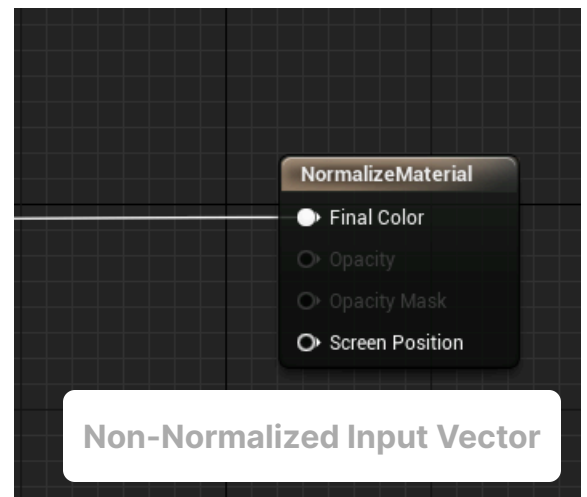 NormalizeMaterial
Final Color
Opacity
Opacity Mask
Screen Position
Non-Normalized Input Vector